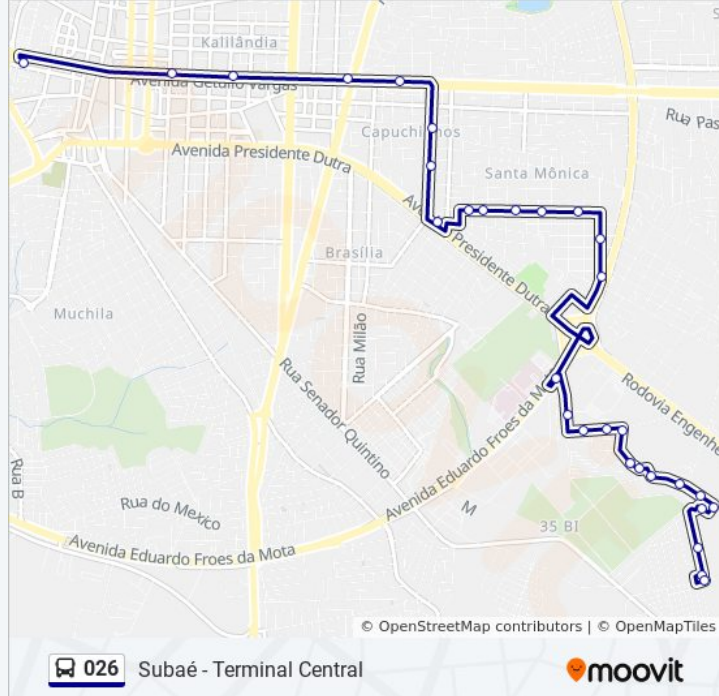 Kalilândia
Avenida Getúlio Vargas
Rua Pas
Capuchinhos
Avenida Presidente Dutra
Santa Mônica
Avenida Presidente Dutra
Brasília
Muchila
Rua Milão
Rua Senador Quintino
Rodovia Engenhe
Avenida Eduardo Froes da Mo
Rua B
Rua do Mexico
M
35 BI
Avenida Eduardo Froes da Mota
© OpenStreetMap contributors | © OpenMapTiles
026 Subaé - Terminal Central
moovit